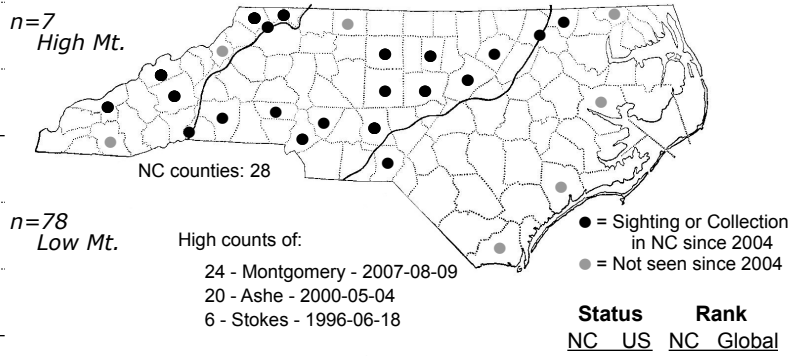 n=7
High Mt.
NC counties: 28
n=78
Low Mt.
High counts of:
24 - Montgomery - 2007-08-09
20 - Ashe - 2000-05-04
6 - Stokes - 1996-06-18
● = Sighting or Collection
in NC since 2004
● = Not seen since 2004
Status Rank
NC US NC Global